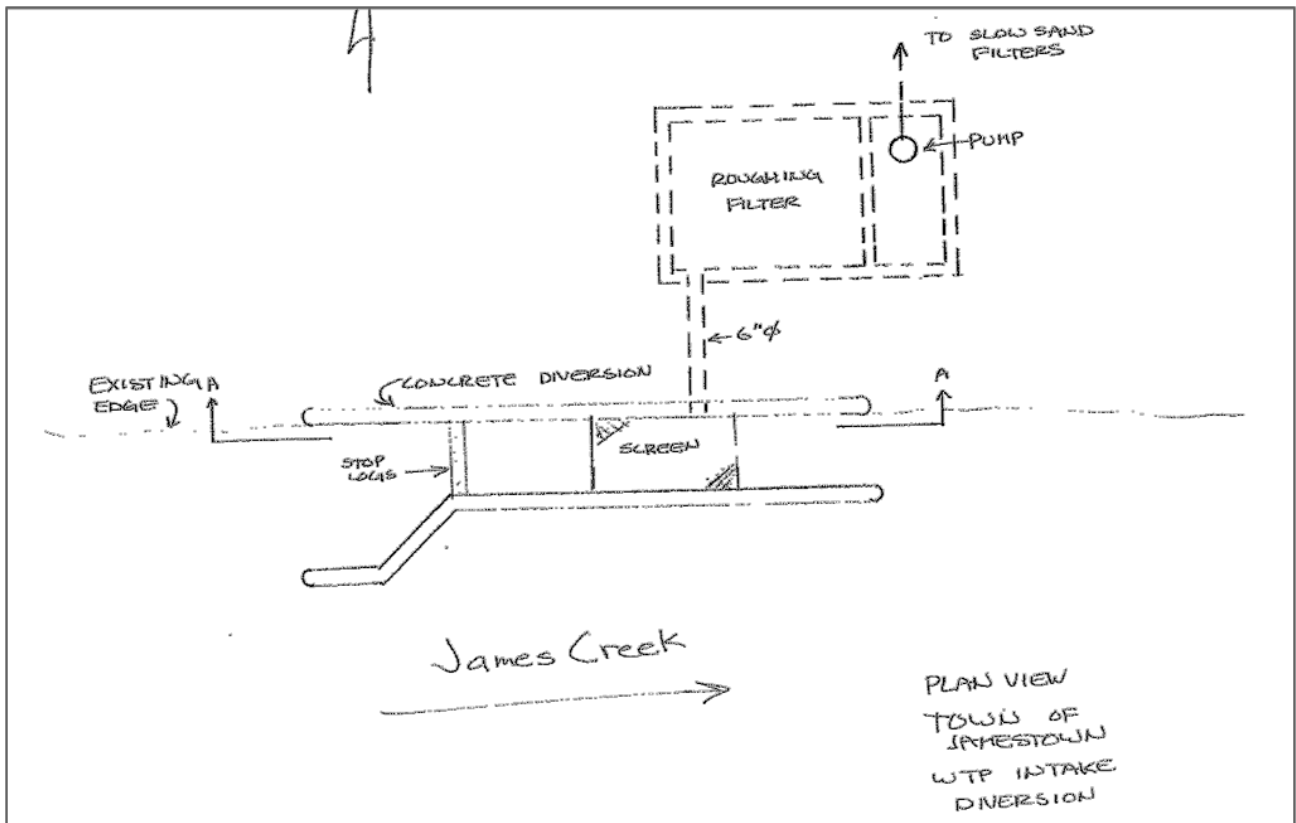 TO SLOW SAND
FILTERS
PUMP
ROUGHING
FILTER
6"⌀
EXISTING
EDGE
A
CONCRETE DIVERSION
A
STOP
LOGS
SCREEN
James Creek
PLAN VIEW
TOWN OF
JAMESTOWN
WTP INTAKE
DIVERSION